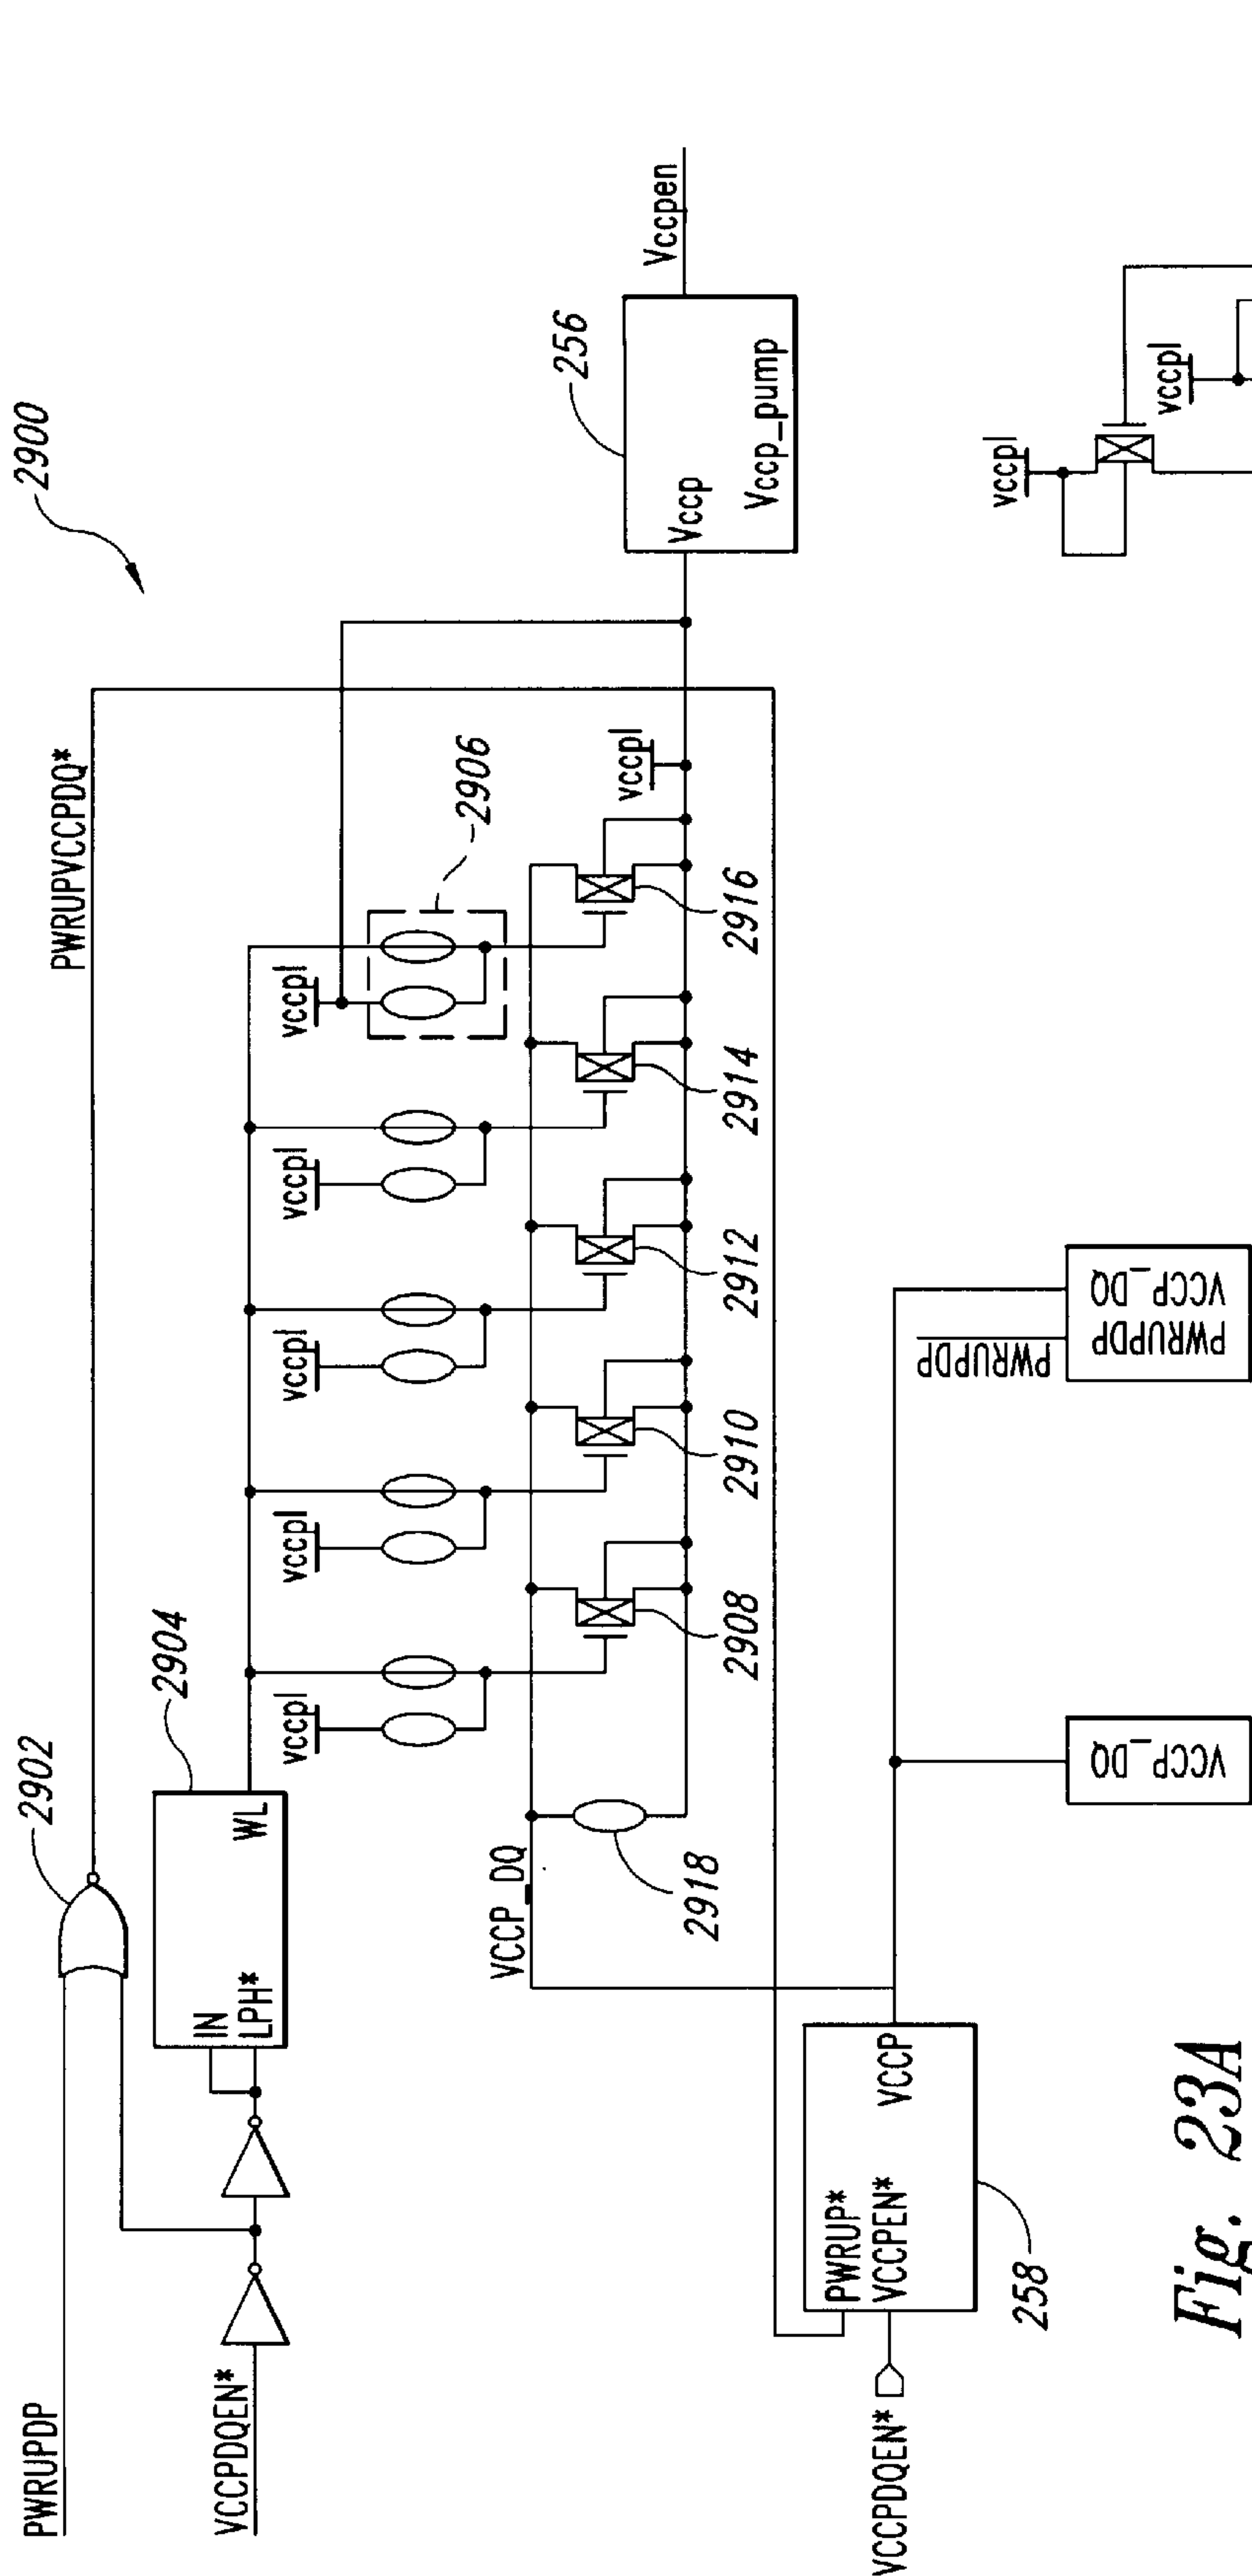 2900
PWRUPDP
2902
PWRUPVCCPDQ*
VCCPDQEN*
IN
LPH*
WL
2904
vccpl
vccpl
vccpl
vccpl
vccpl
2906
VCCP_DQ
2918
2908
2910
2912
2914
2916
vccpl
256
Vccp
Vccp_pump
Vccpen
VCCPDQEN*
PWRUP*
VCCPEN*
VCCP
258
VCCP_DQ
PWRUPDP
PWRUPDP
VCCP_DQ
vccpl
vccpl
Fig. 23A